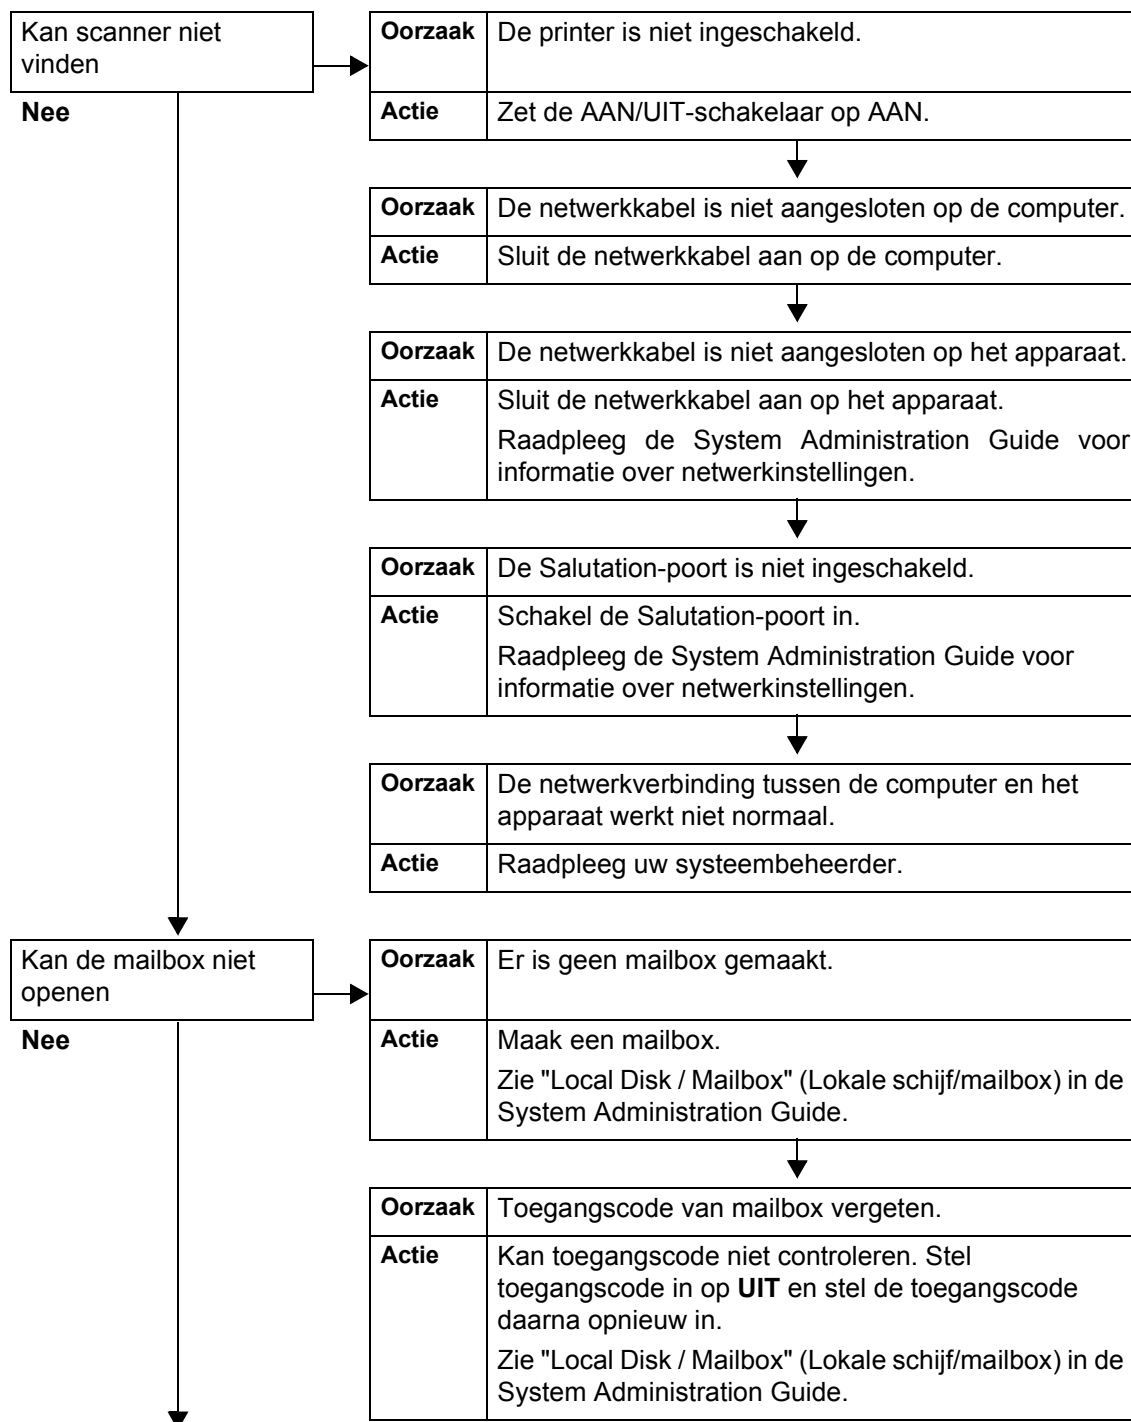 Kan scanner niet
vinden
Oorzaak De printer is niet ingeschakeld.
Nee
Actie Zet de AAN/UIT-schakelaar op AAN.
Oorzaak De netwerkkabel is niet aangesloten op de computer.
Actie Sluit de netwerkkabel aan op de computer.
Oorzaak De netwerkkabel is niet aangesloten op het apparaat.
Actie Sluit de netwerkkabel aan op het apparaat.
Raadpleeg de System Administration Guide voor
informatie over netwerkinstellingen.
Oorzaak De Salutation-poort is niet ingeschakeld.
Actie Schakel de Salutation-poort in.
Raadpleeg de System Administration Guide voor
informatie over netwerkinstellingen.
Oorzaak De netwerkverbinding tussen de computer en het
apparaat werkt niet normaal.
Actie Raadpleeg uw systeembeheerder.
Kan de mailbox niet
openen
Oorzaak Er is geen mailbox gemaakt.
Nee
Actie Maak een mailbox.
Zie "Local Disk / Mailbox" (Lokale schijf/mailbox) in de
System Administration Guide.
Oorzaak Toegangscode van mailbox vergeten.
Actie Kan toegangscode niet controleren. Stel
toegangscode in op UIT en stel de toegangscode
daarna opnieuw in.
Zie "Local Disk / Mailbox" (Lokale schijf/mailbox) in de
System Administration Guide.